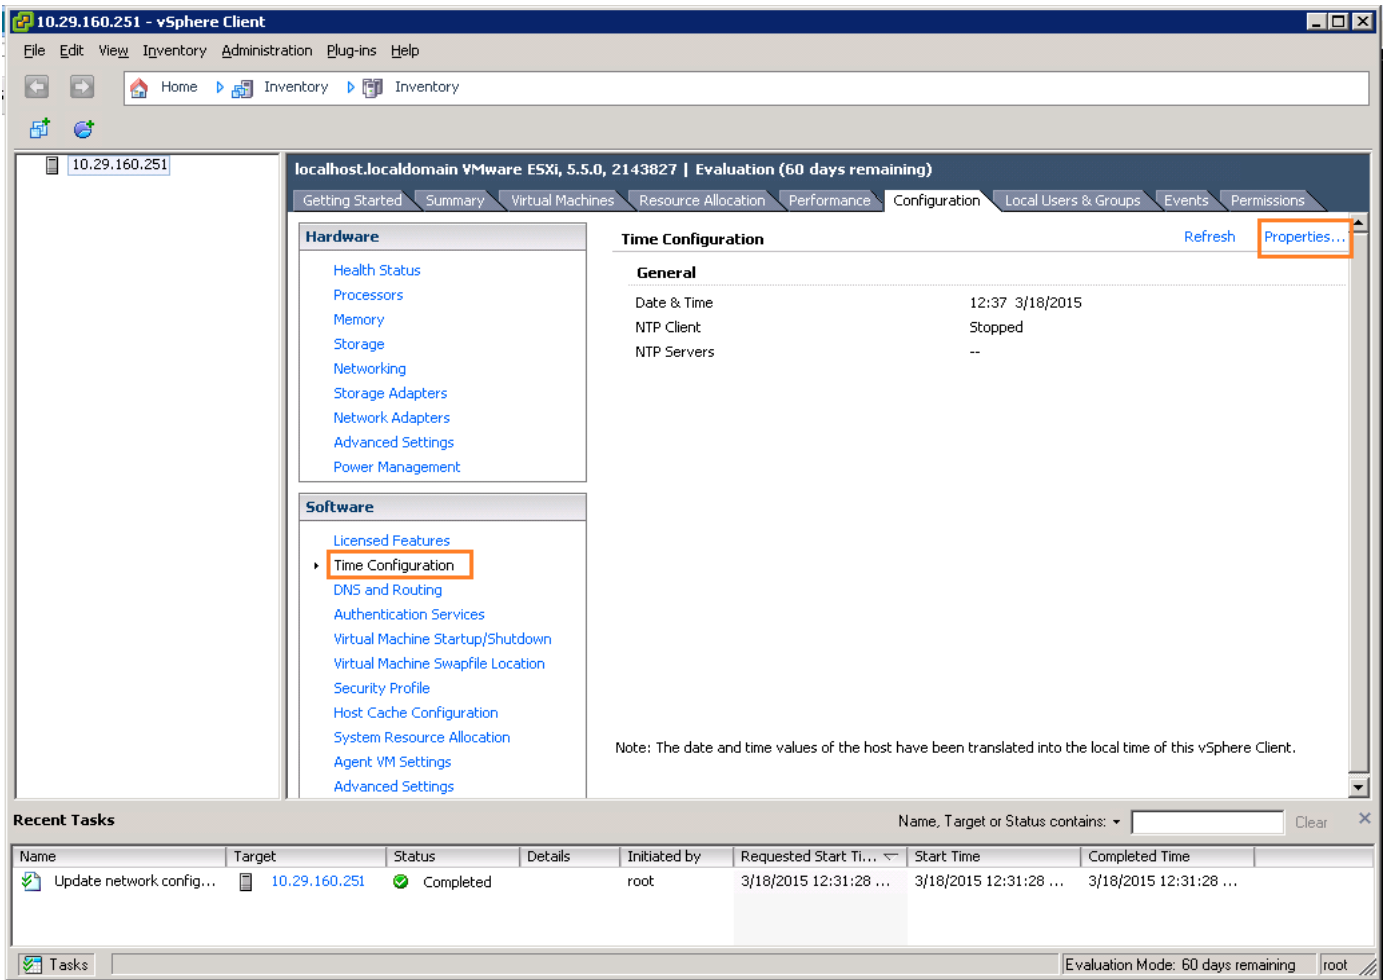 10.29.160.251 - vSphere Client
File Edit View Inventory Administration Plug-ins Help
Home Inventory Inventory
10.29.160.251
localhost.localdomain VMware ESXi, 5.5.0, 2143827 | Evaluation (60 days remaining)
Getting Started Summary Virtual Machines Resource Allocation Performance Configuration Local Users & Groups Events Permissions
Hardware
Health Status
Processors
Memory
Storage
Networking
Storage Adapters
Network Adapters
Advanced Settings
Power Management
Software
Licensed Features
Time Configuration
DNS and Routing
Authentication Services
Virtual Machine Startup/Shutdown
Virtual Machine Swapfile Location
Security Profile
Host Cache Configuration
System Resource Allocation
Agent VM Settings
Advanced Settings
Time Configuration Refresh Properties...
General
Date & Time 12:37 3/18/2015
NTP Client Stopped
NTP Servers --
Note: The date and time values of the host have been translated into the local time of this vSphere Client.
Recent Tasks Name, Target or Status contains: Clear
Name Target Status Details Initiated by Requested Start Ti... Start Time Completed Time
Update network config... 10.29.160.251 Completed root 3/18/2015 12:31:28 ... 3/18/2015 12:31:28 ... 3/18/2015 12:31:28 ...
Tasks Evaluation Mode: 60 days remaining root